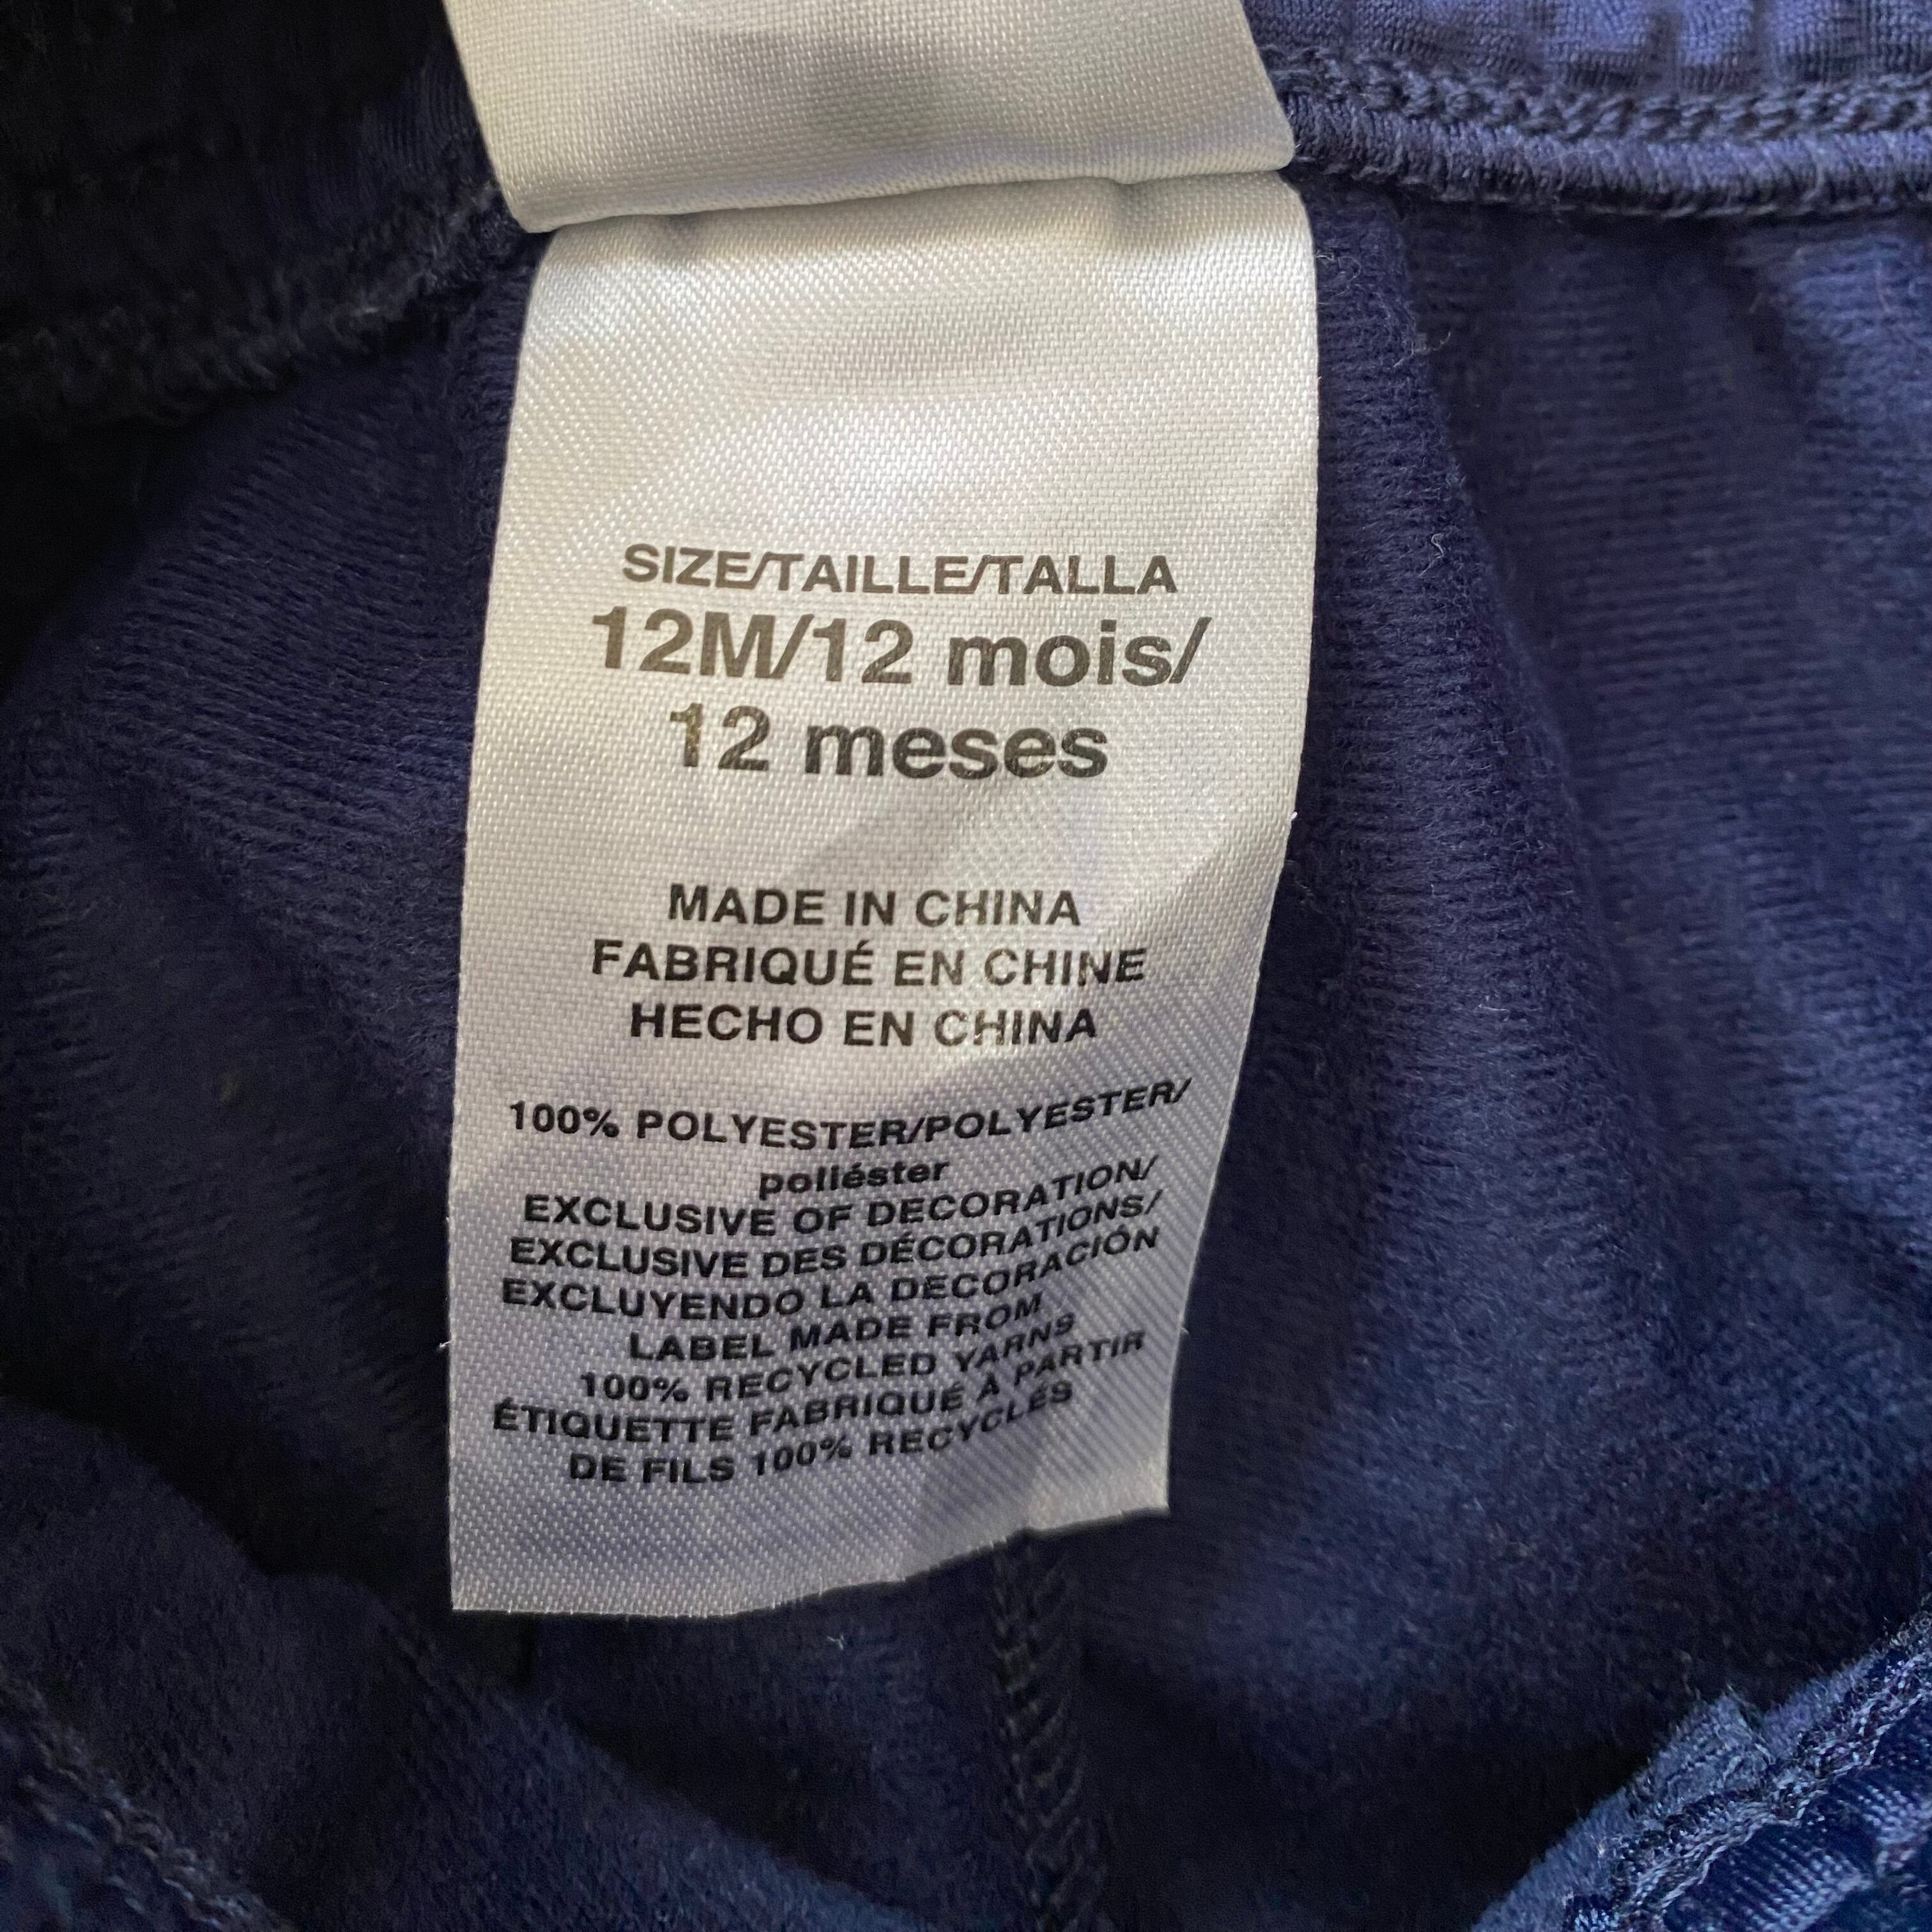 SIZE/TAILLE/TALLA
12M/12 mois/
12 meses
MADE IN CHINA
FABRIQUÉ EN CHINE
HECHO EN CHINA
100% POLYESTER/POLYESTER/
poliéster
EXCLUSIVE OF DECORATION/
EXCLUSIVE DES DÉCORATIONS/
EXCLUYENDO LA DECORACIÓN
LABEL MADE FROM
100% RECYCLED YARNS
ÉTIQUETTE FABRIQUÉ À PARTIR
DE FILS 100% RECYCLÉS